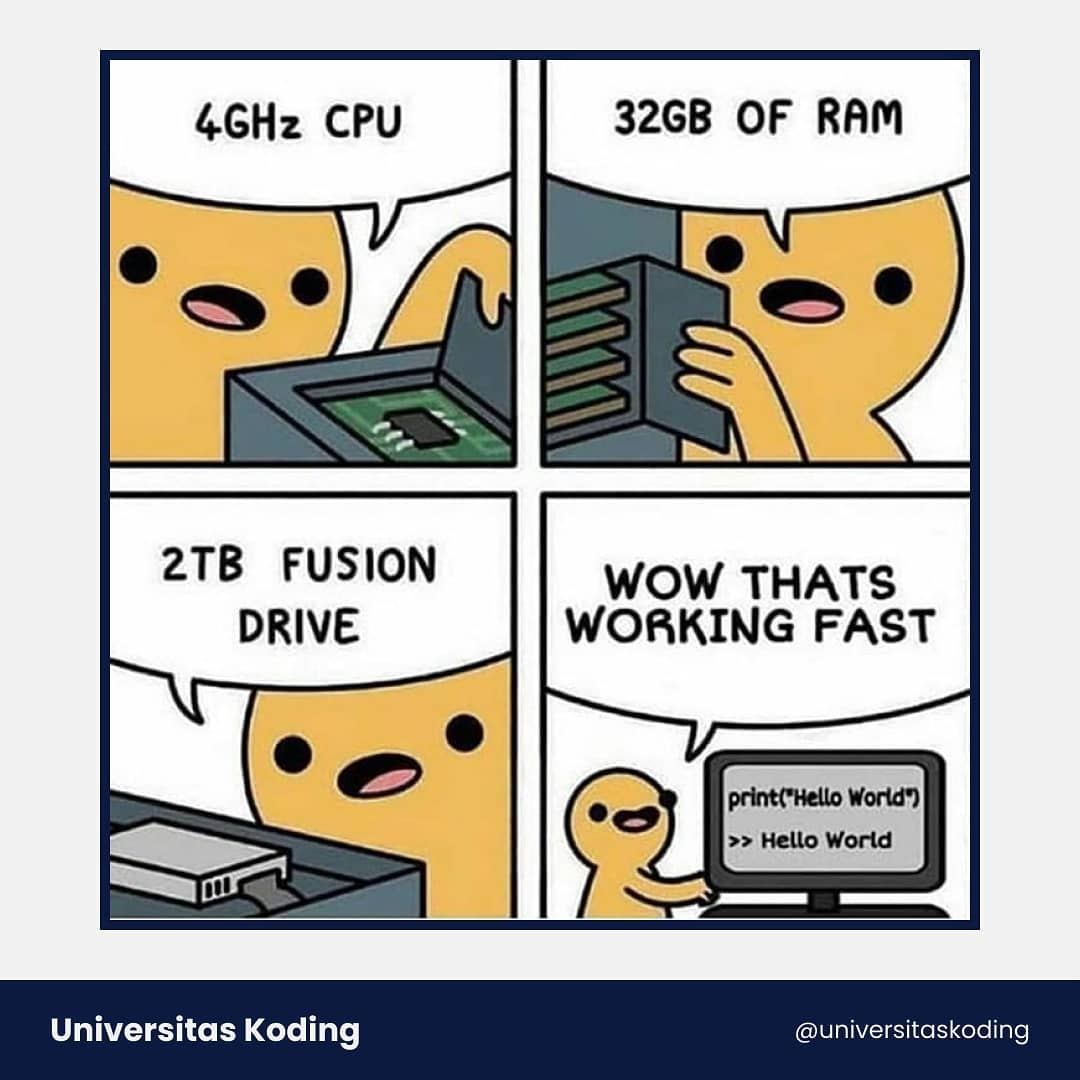 4GHz CPU
32GB OF RAM
2TB FUSION
DRIVE
WOW THATS
WORKING FAST
print("Hello World")
>> Hello World
Universitas Koding
@universitaskoding